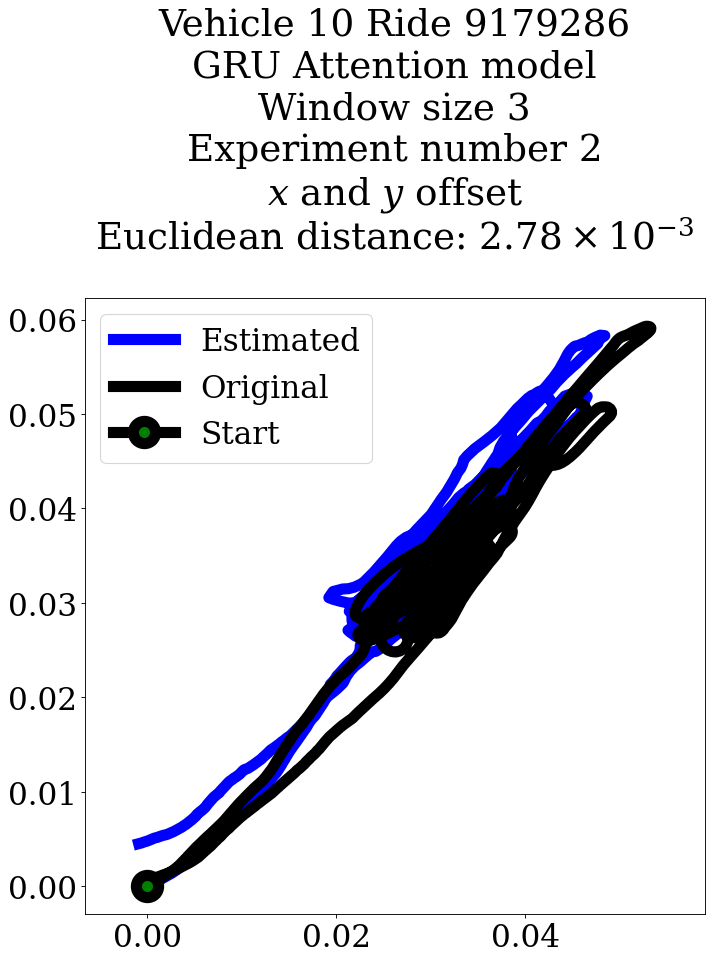 Vehicle 10 Ride 9179286
GRU Attention model
Window size 3
Experiment number 2
x and y offset
Euclidean distance: 2.78 × 10⁻³
Estimated
Original
Start
0.06
0.05
0.04
0.03
0.02
0.01
0.00
0.00 0.02 0.04